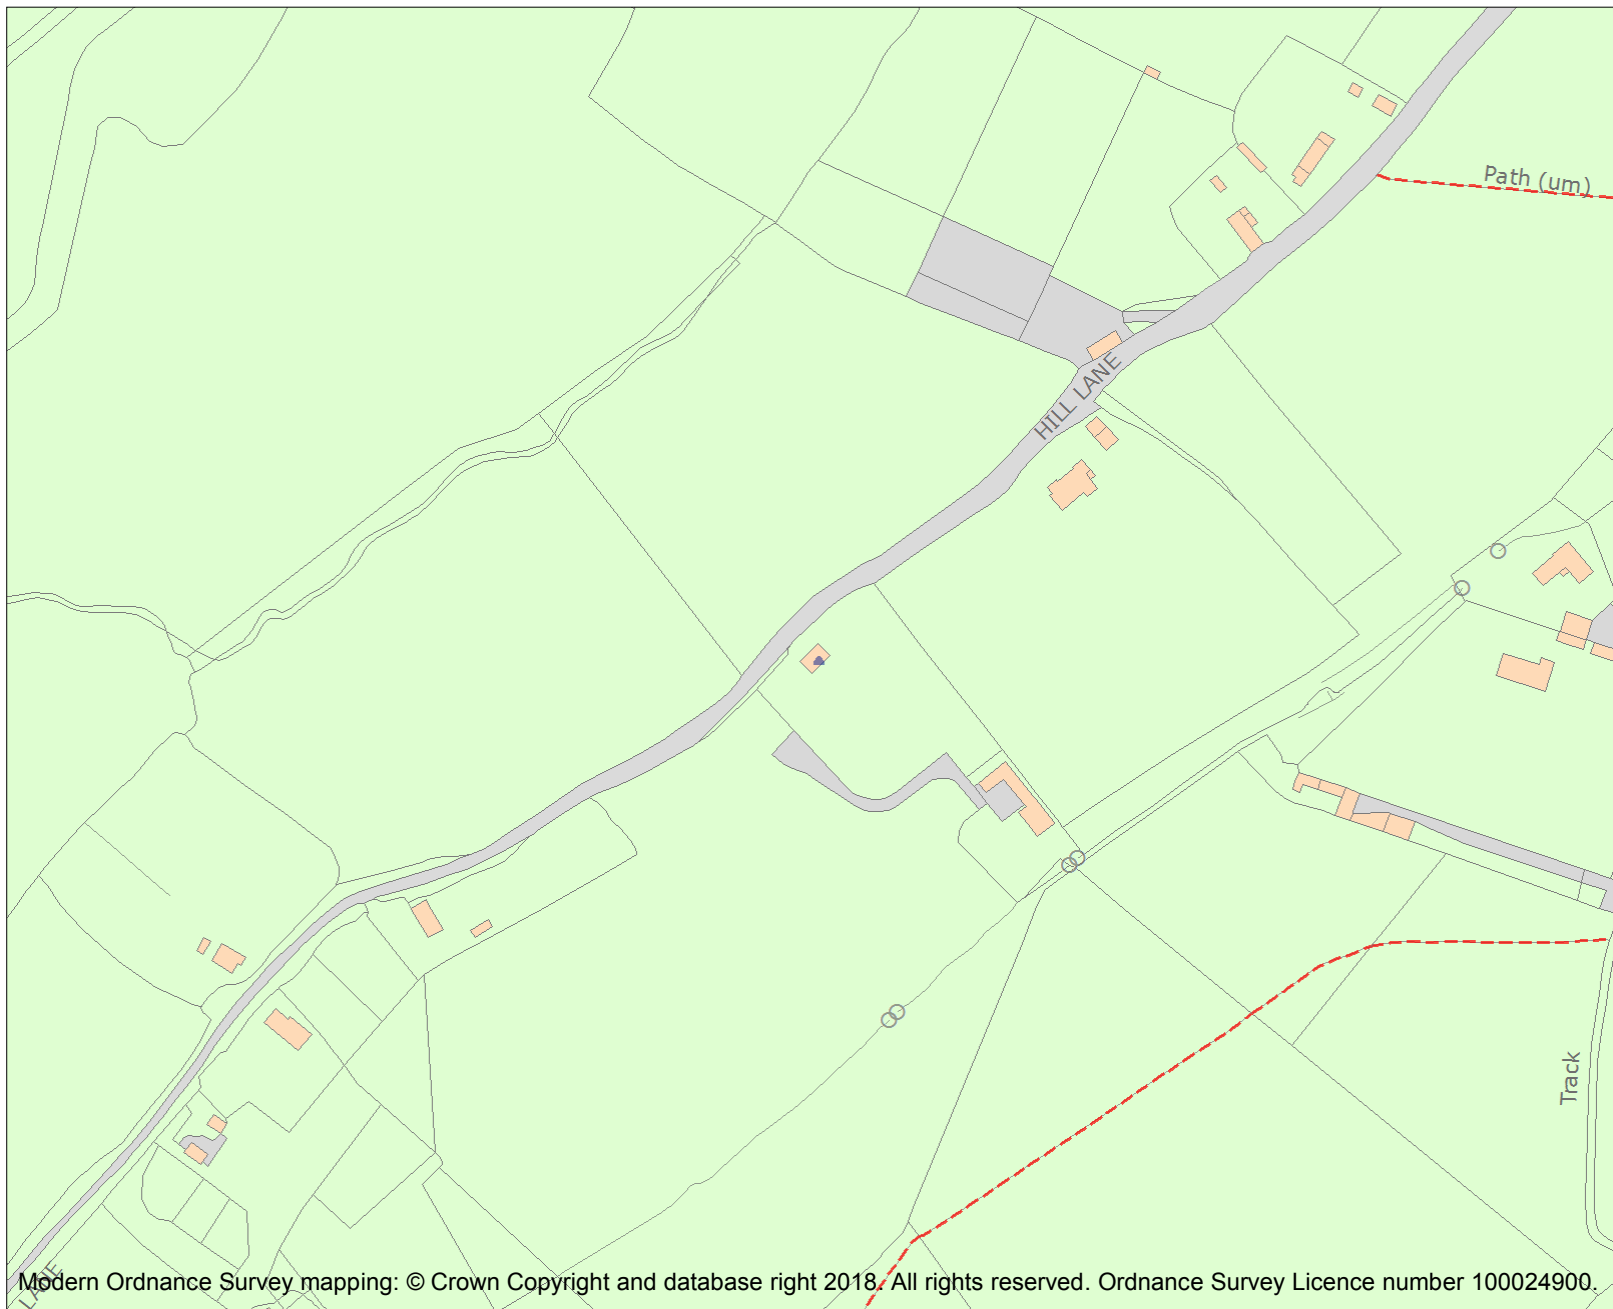 Path (um)
HILL LANE
Track
LANE
Modern Ordnance Survey mapping: © Crown Copyright and database right 2018. All rights reserved. Ordnance Survey Licence number 100024900.